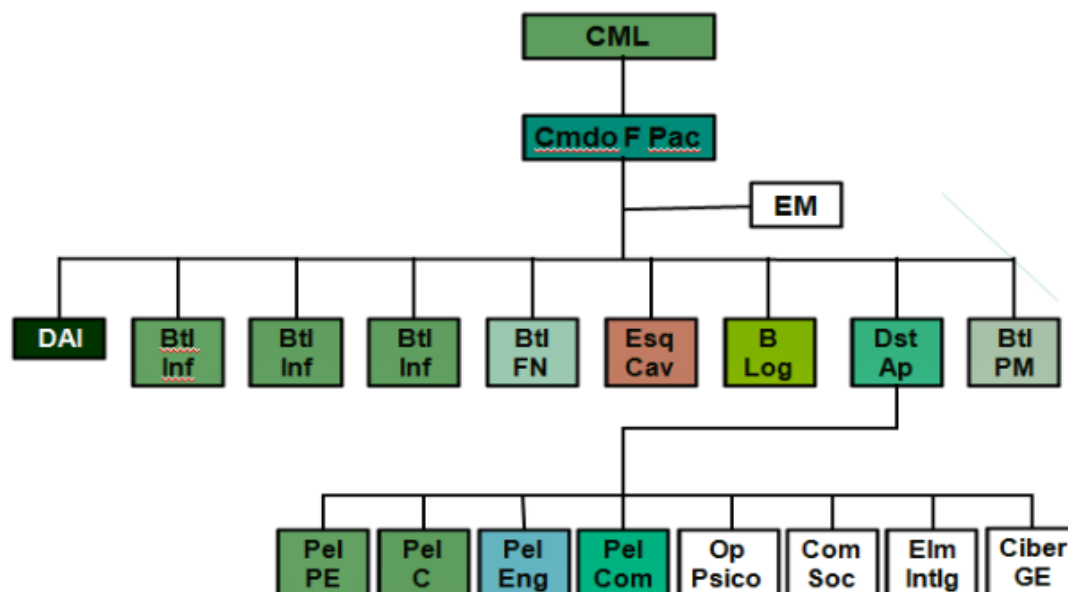 CML
Cmdo F Pac
EM
DAI
Btl
Inf
Btl
Inf
Btl
Inf
Btl
FN
Esq
Cav
B
Log
Dst
Ap
Btl
PM
Pel
PE
Pel
C
Pel
Eng
Pel
Com
Op
Psico
Com
Soc
Elm
Intlg
Ciber
GE